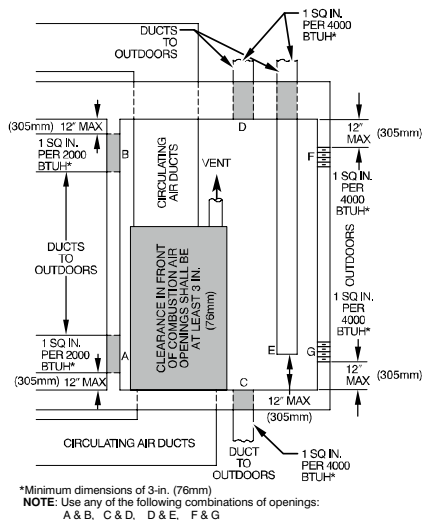 DUCTS
TO
OUTDOORS
1 SQ IN.
PER 4000
BTUH*
D
(305mm)
12" MAX
1 SQ IN.
PER 2000
BTUH*
B
CIRCULATING
AIR DUCTS
VENT
12"
MAX
(305mm)
F
1 SQ IN.
PER
4000
BTUH*
DUCTS
TO
OUTDOORS
OUTDOORS
CLEARANCE IN FRONT
OF COMBUSTION AIR
OPENINGS SHALL BE
AT LEAST 3 IN.
(76mm)
1 SQ IN.
PER
4000
BTUH*
1 SQ IN.
PER 2000
BTUH*
A
E
G
(305mm)
12" MAX
C
12" MAX
(305mm)
12"
MAX
(305mm)
CIRCULATING AIR DUCTS
DUCT
TO
OUTDOORS
1 SQ IN.
PER 4000
BTUH*
*Minimum dimensions of 3-in. (76mm)
NOTE: Use any of the following combinations of openings:
A & B, C & D, D & E, F & G